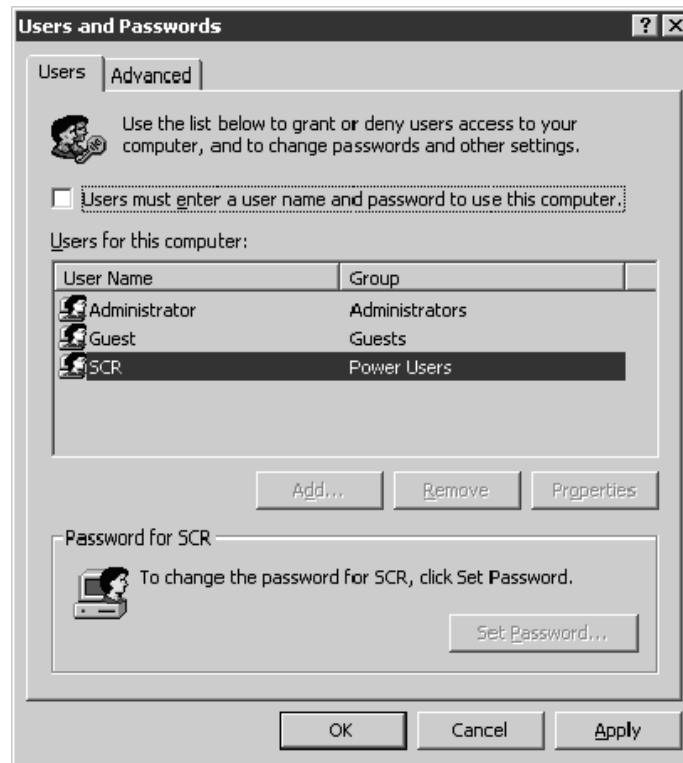 Users and Passwords
Users
Advanced
Use the list below to grant or deny users access to your
computer, and to change passwords and other settings.
Users must enter a user name and password to use this computer.
Users for this computer:
User Name Group
Administrator Administrators
Guest Guests
SCR Power Users
Add... Remove Properties
Password for SCR
To change the password for SCR, click Set Password.
Set Password...
OK Cancel Apply